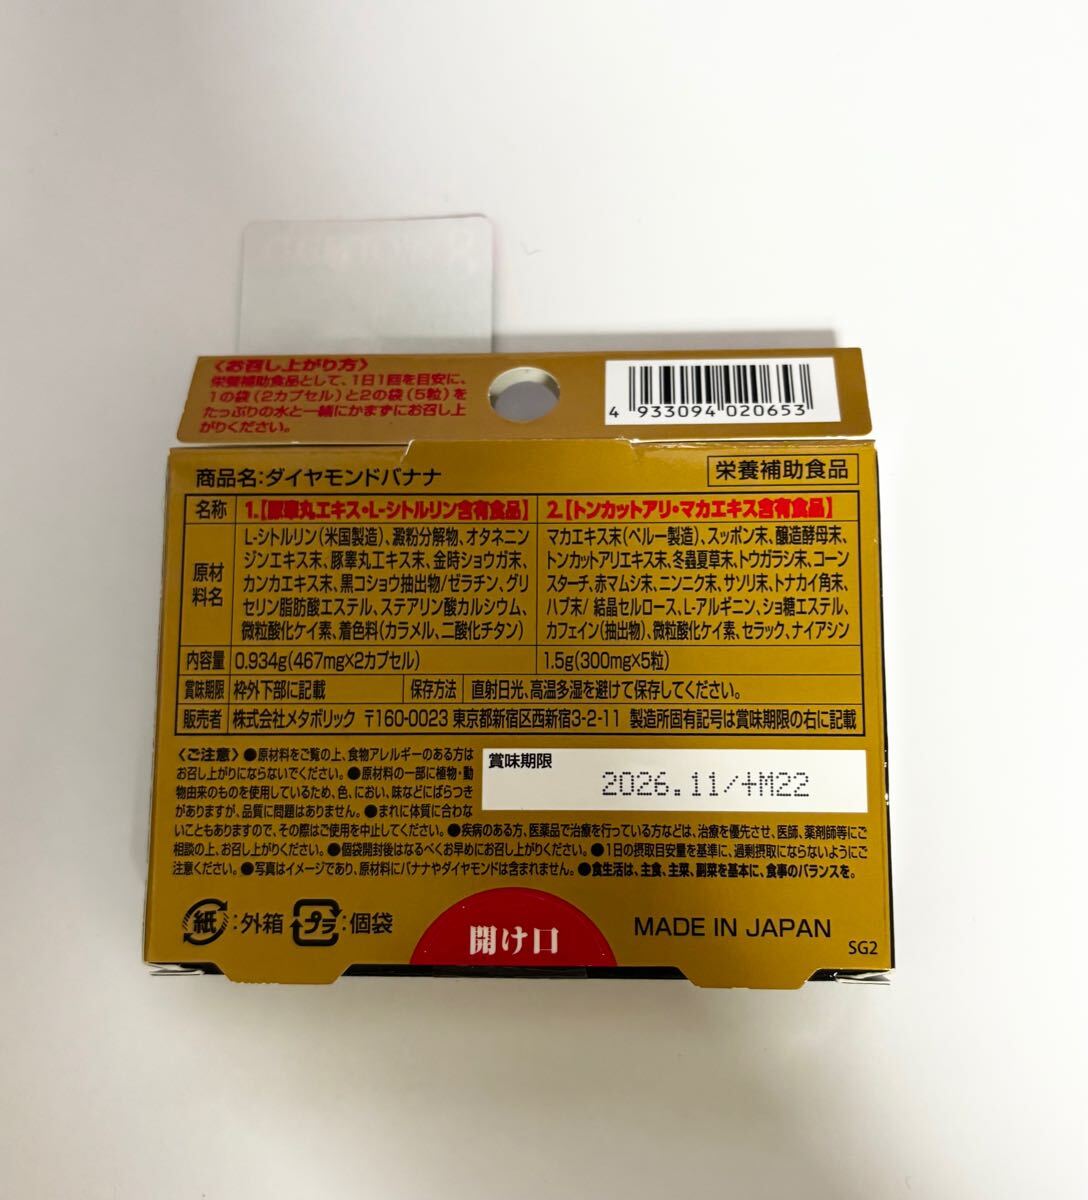 〈お召し上がり方〉
栄養補助食品として、1日1回を目安に、
1の袋(2カプセル)と2の袋(5粒)を
たっぷりの水と一緒にかまずにお召し上
がりください。
4 933094 020653
商品名:ダイヤモンドバナナ
栄養補助食品
名称
1.【豚睾丸エキス・L-シトルリン含有食品】
2.【トンカットアリ・マカエキス含有食品】
原材料名
L-シトルリン(米国製造)、澱粉分解物、オタネニン
ジンエキス末、豚睾丸エキス末、金時ショウガ末、
カンカエキス末、黒コショウ抽出物/ゼラチン、グリ
セリン脂肪酸エステル、ステアリン酸カルシウム、
微粒酸化ケイ素、着色料(カラメル、二酸化チタン)
マカエキス末(ペルー製造)、スッポン末、醸造酵母末、
トンカットアリエキス末、冬蟲夏草末、トウガラシ末、コーン
スターチ、赤マムシ末、ニンニク末、サソリ末、トナカイ角末、
ハブ末/ 結晶セルロース、L-アルギニン、ショ糖エステル、
カフェイン(抽出物)、微粒酸化ケイ素、セラック、ナイアシン
内容量
0.934g(467mg×2カプセル)
1.5g(300mg×5粒)
賞味期限
枠外下部に記載
保存方法
直射日光、高温多湿を避けて保存してください。
販売者
株式会社メタボリック 〒160-0023 東京都新宿区西新宿3-2-11 製造所固有記号は賞味期限の右に記載
〈ご注意〉●原材料をご覧の上、食物アレルギーのある方は
お召し上がりにならないでください。●原材料の一部に植物・動
物由来のものを使用しているため、色、におい、味などにばらつき
がありますが、品質に問題はありません。●まれに体質に合わな
いこともありますので、その際はご使用を中止してください。●疾病のある方、医薬品で治療を行っている方などは、治療を優先させ、医師、薬剤師等にご
相談の上、お召し上がりください。●個袋開封後はなるべくお早めにお召し上がりください。●1日の摂取目安量を基準に、過剰摂取にならないようにご
注意ください。●写真はイメージであり、原材料にバナナやダイヤモンドは含まれません。●食生活は、主食、主菜、副菜を基本に、食事のバランスを。
賞味期限
2026.11/+M22
紙:外箱 プラ:個袋
開け口
MADE IN JAPAN
SG2